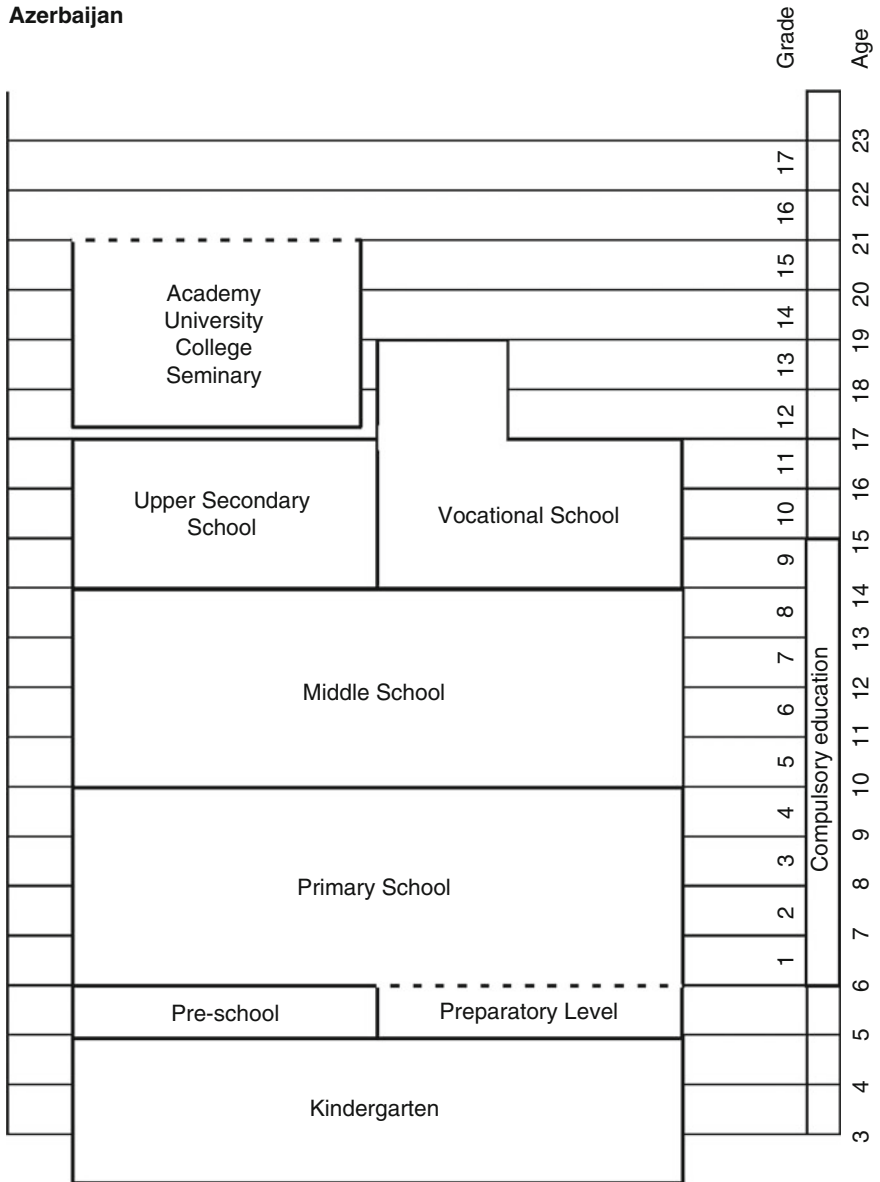 Azerbaijan
Grade
Age
23
17
22
16
21
15
Academy
University
College
Seminary
20
14
19
13
18
12
17
11
Upper Secondary
School
Vocational School
16
10
15
9
14
8
13
7
Middle School
12
6
11
5
10
4
9
Primary School
3
8
2
7
1
6
Compulsory education
Pre-school
Preparatory Level
5
4
Kindergarten
3